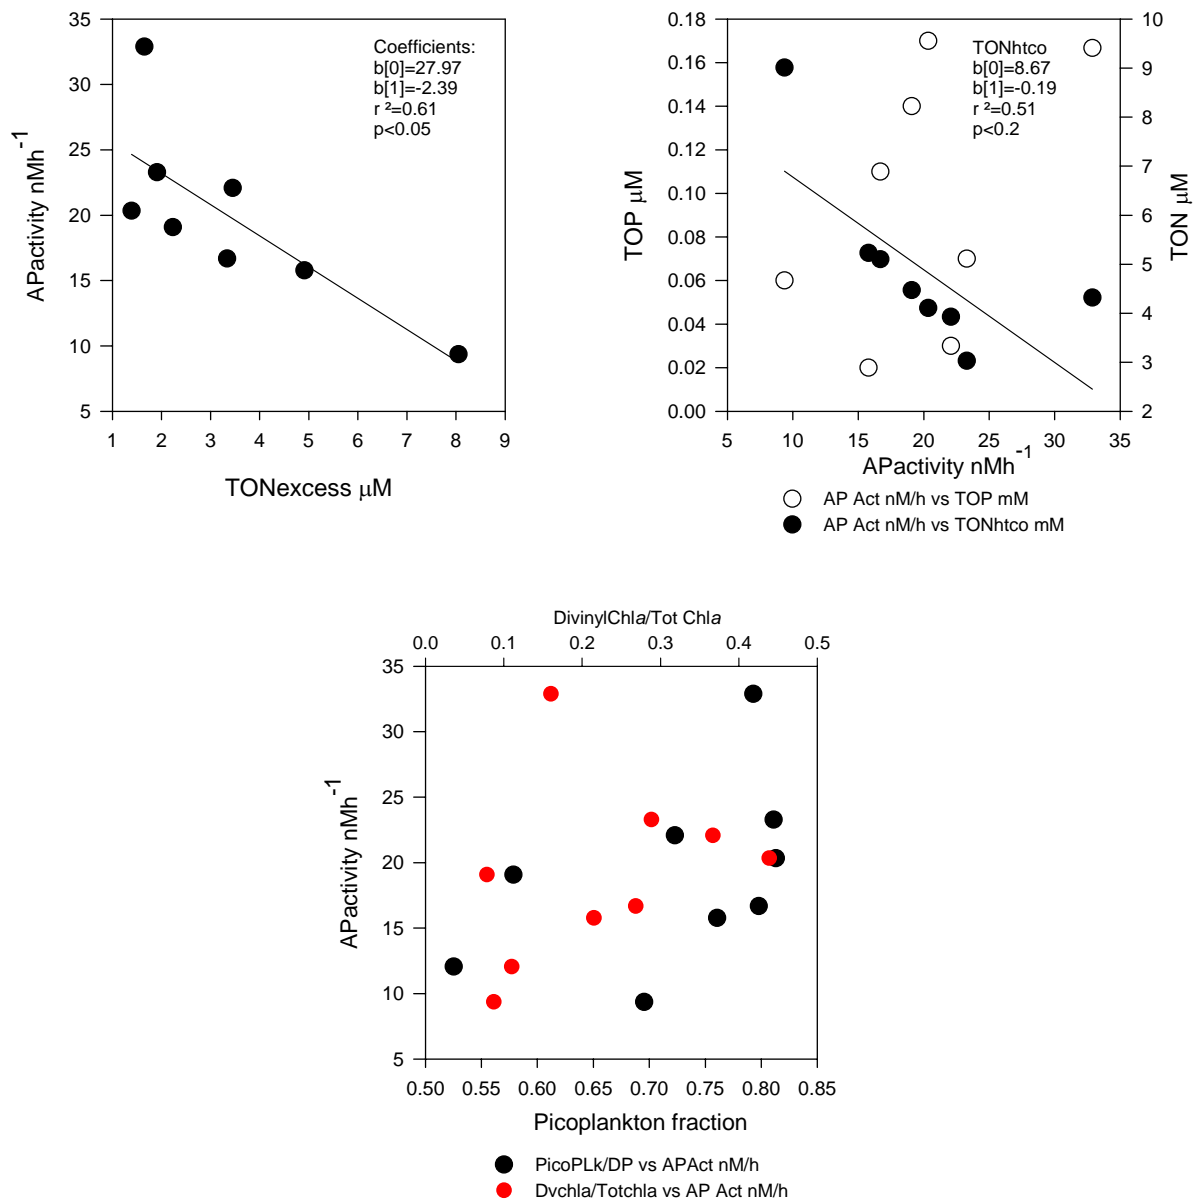 35
30
25
20
15
10
5
APactivity nMh-1
Coefficients:
b[0]=27.97
b[1]=-2.39
r ²=0.61
p<0.05
1 2 3 4 5 6 7 8 9
TONexcess μM
0.18
0.16
0.14
0.12
0.10
0.08
0.06
0.04
0.02
0.00
TOP μM
TONhtco
b[0]=8.67
b[1]=-0.19
r ²=0.51
p<0.2
10
9
8
7
6
5
4
3
2
TON μM
5 10 15 20 25 30 35
APactivity nMh-1
AP Act nM/h vs TOP mM
AP Act nM/h vs TONhtco mM
DivinylChla/Tot Chla
0.0 0.1 0.2 0.3 0.4 0.5
35
30
25
20
15
10
5
APactivity nMh-1
0.50 0.55 0.60 0.65 0.70 0.75 0.80 0.85
Picoplankton fraction
PicoPLk/DP vs APAct nM/h
Dvchla/Totchla vs AP Act nM/h